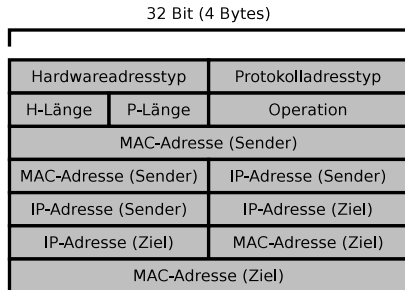 32 Bit (4 Bytes)
Hardwareadresstyp Protokolladresstyp
H-Länge P-Länge Operation
MAC-Adresse (Sender)
MAC-Adresse (Sender) IP-Adresse (Sender)
IP-Adresse (Sender) IP-Adresse (Ziel)
IP-Adresse (Ziel) MAC-Adresse (Ziel)
MAC-Adresse (Ziel)